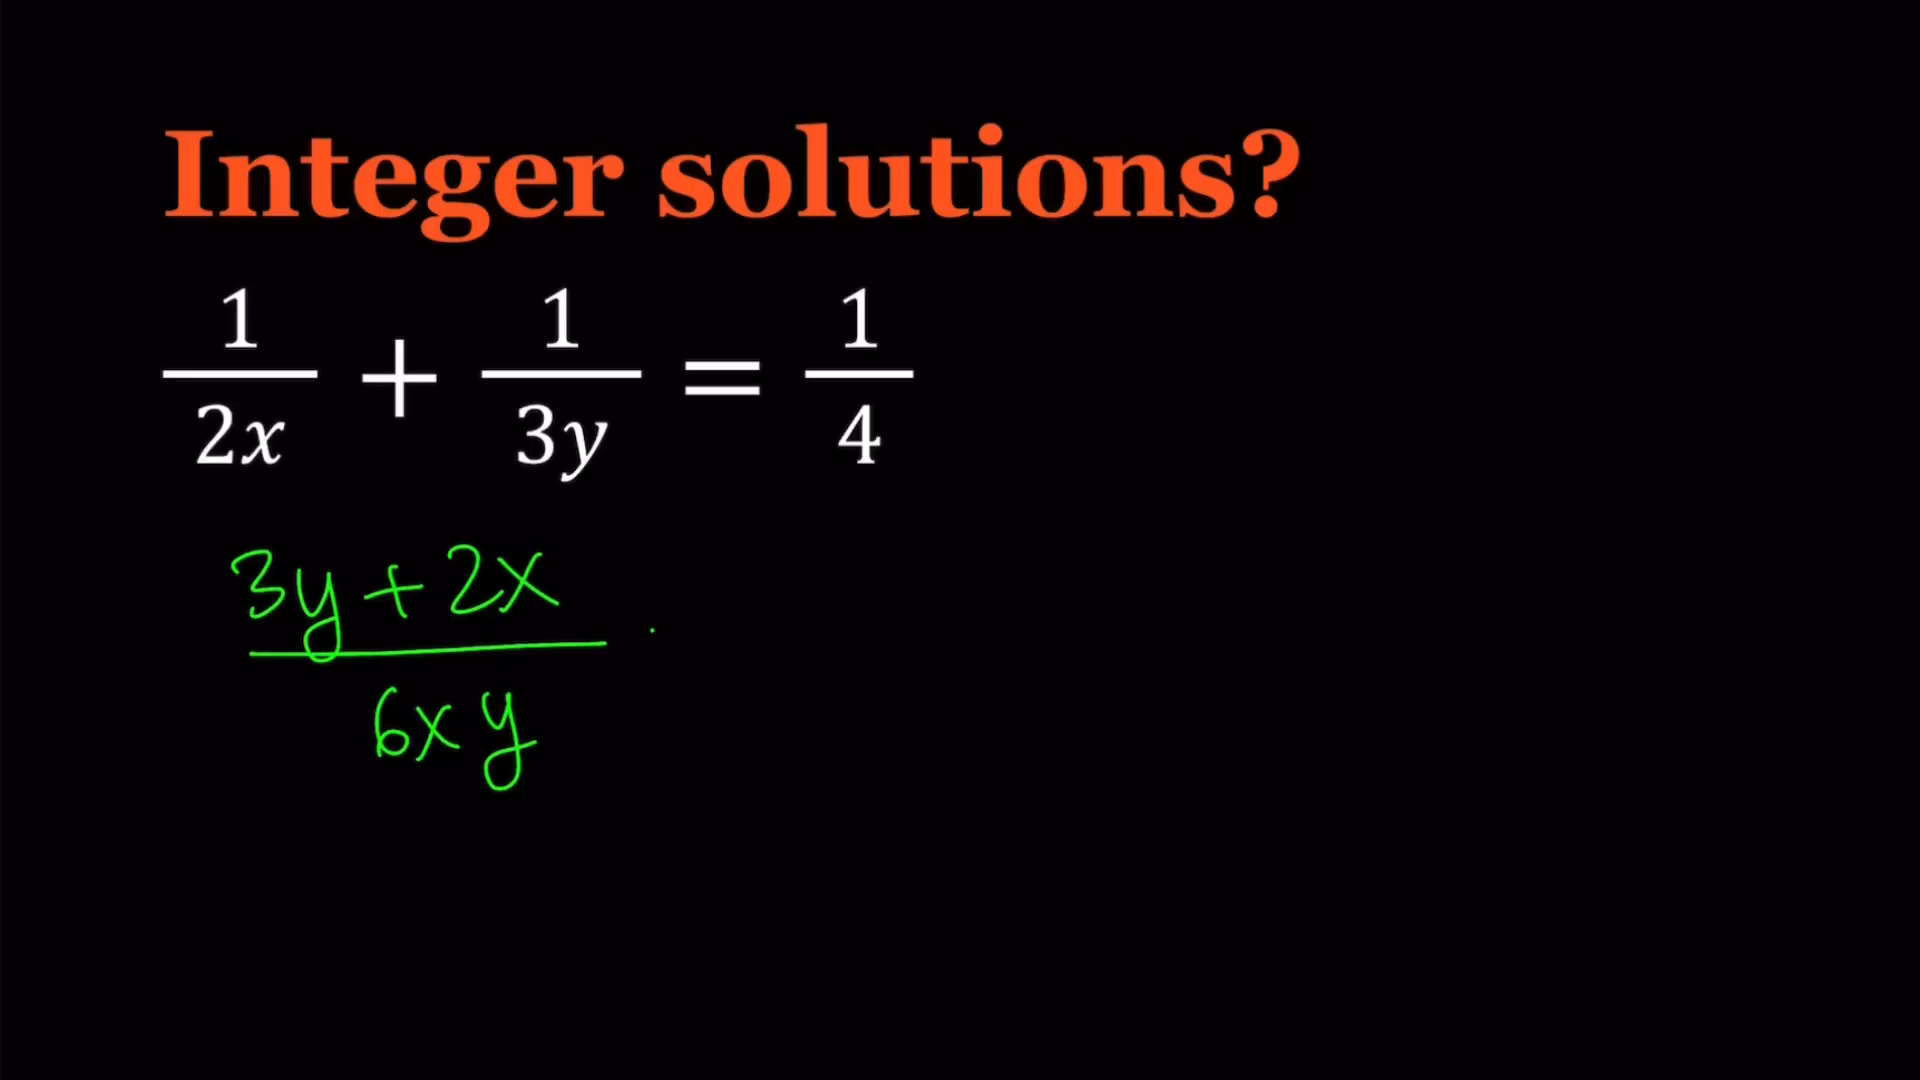 Integer solutions?
1/2x + 1/3y = 1/4
3y + 2x
6xy